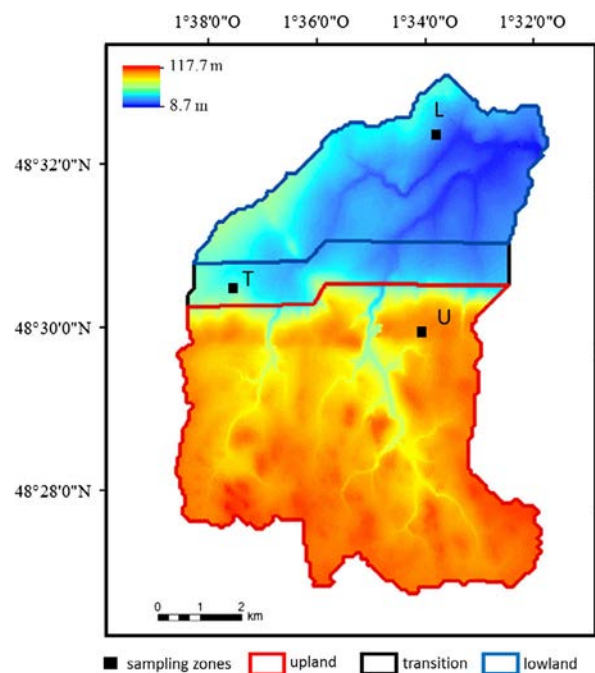 1°38'0"O 1°36'0"O 1°34'0"O 1°32'0"O
117.7 m
8.7 m
L
48°32'0"N
T
48°30'0"N
U
48°28'0"N
0 1 2
km
sampling zones upland transition lowland